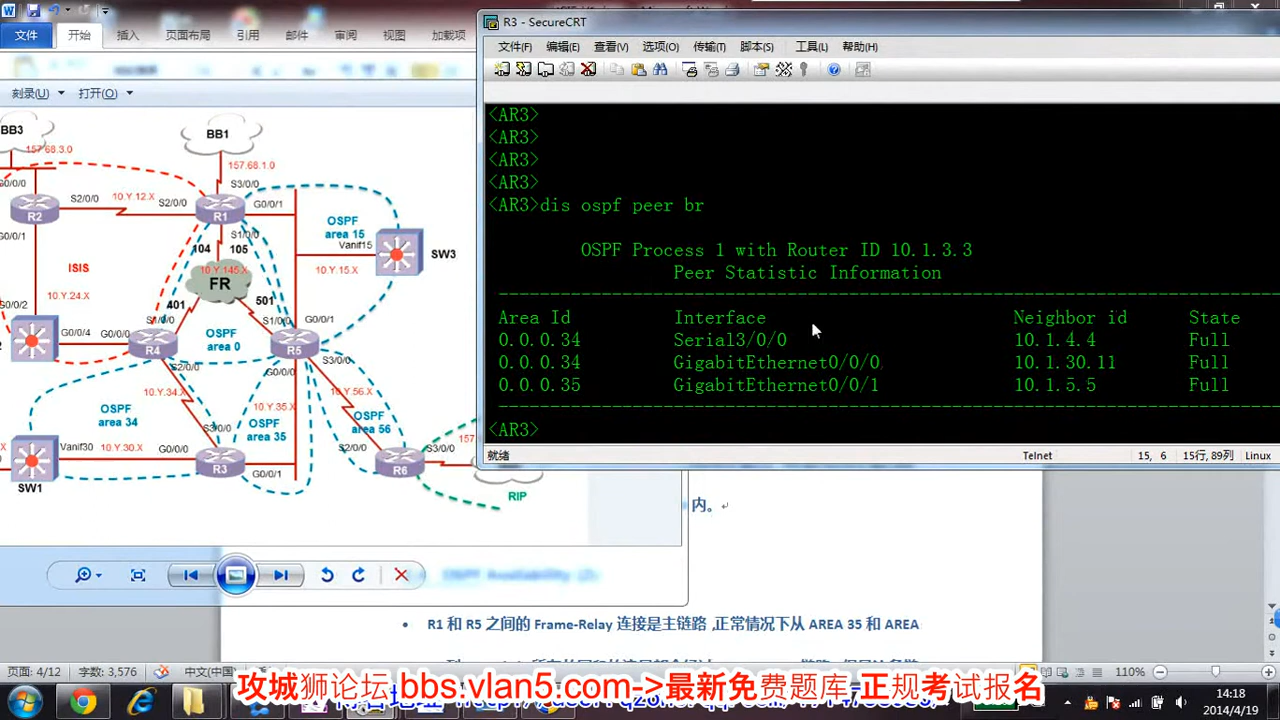 R3 - SecureCRT
文件 开始 插入 页面布局 引用 邮件 审阅 视图 加载项
文件(F) 编辑(E) 查看(V) 选项(O) 传输(T) 脚本(S) 工具(L) 帮助(H)
刻录(U) 打开(O)
<AR3>
<AR3>
<AR3>
<AR3>
<AR3>dis ospf peer br
OSPF Process 1 with Router ID 10.1.3.3
Peer Statistic Information
Area Id Interface Neighbor id State
0.0.0.34 Serial3/0/0 10.1.4.4 Full
0.0.0.34 GigabitEthernet0/0/0 10.1.30.11 Full
0.0.0.35 GigabitEthernet0/0/1 10.1.5.5 Full
<AR3>
就绪 Telnet 15, 6 15行, 89列 Linux
BB3
BB1
157.68.3.0
157.68.1.0
G0/0/0
S3/0/0
R2
S2/0/0
10.Y.12.X
S2/0/0
R1
G0/0/1
OSPF
area 15
Vanif15
SW3
G0/0/1
104
105
10.Y.145.X
10.Y.15.X
ISIS
FR
401
501
10.Y.24.X
G0/0/2
S1/0/0
G0/0/1
G0/0/4
G0/0/0
R4
OSPF
area 0
R5
S2/0/0
S3/0/0
G0/0/0
10.Y.34.X
10.Y.35.X
10.Y.56.X
OSPF
area 34
S3/0/0
OSPF
area 35
OSPF
area 56
SW1
Vanif30
10.Y.30.X
G0/0/0
R3
G0/0/1
S2/0/0
R6
S3/0/0
RIP
内。
OSPF Availability (2)
• R1 和 R5 之间的 Frame-Relay 连接是主链路 ,正常情况下从 AREA 35 和 AREA
页面: 4/12 字数: 3,576 110%
攻城狮论坛 bbs.vlan5.com->最新免费题库 正规考试报名
14:18
2014/4/19